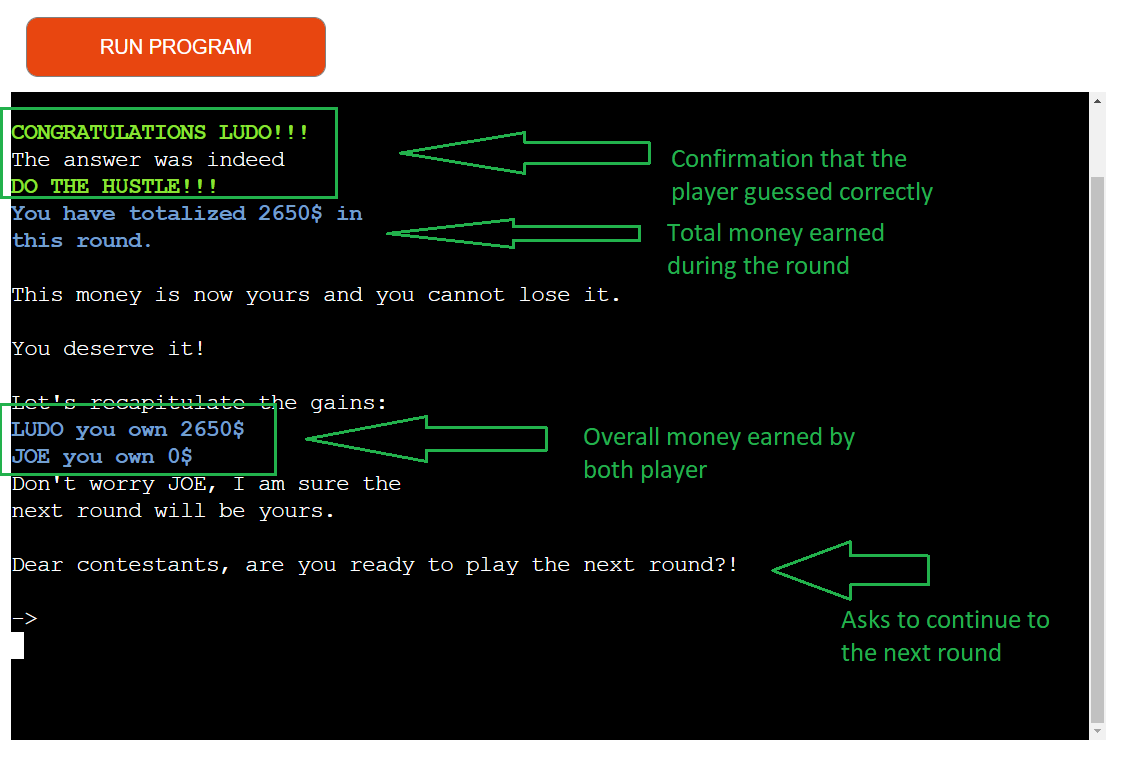 RUN PROGRAM
CONGRATULATIONS LUDO!!!
The answer was indeed
DO THE HUSTLE!!!
Confirmation that the
player guessed correctly
You have totalized 2650$ in
this round.
Total money earned
during the round
This money is now yours and you cannot lose it.
You deserve it!
Let's recapitulate the gains:
LUDO you own 2650$
JOE you own 0$
Overall money earned by
both player
Don't worry JOE, I am sure the
next round will be yours.
Dear contestants, are you ready to play the next round?!
Asks to continue to
the next round
->